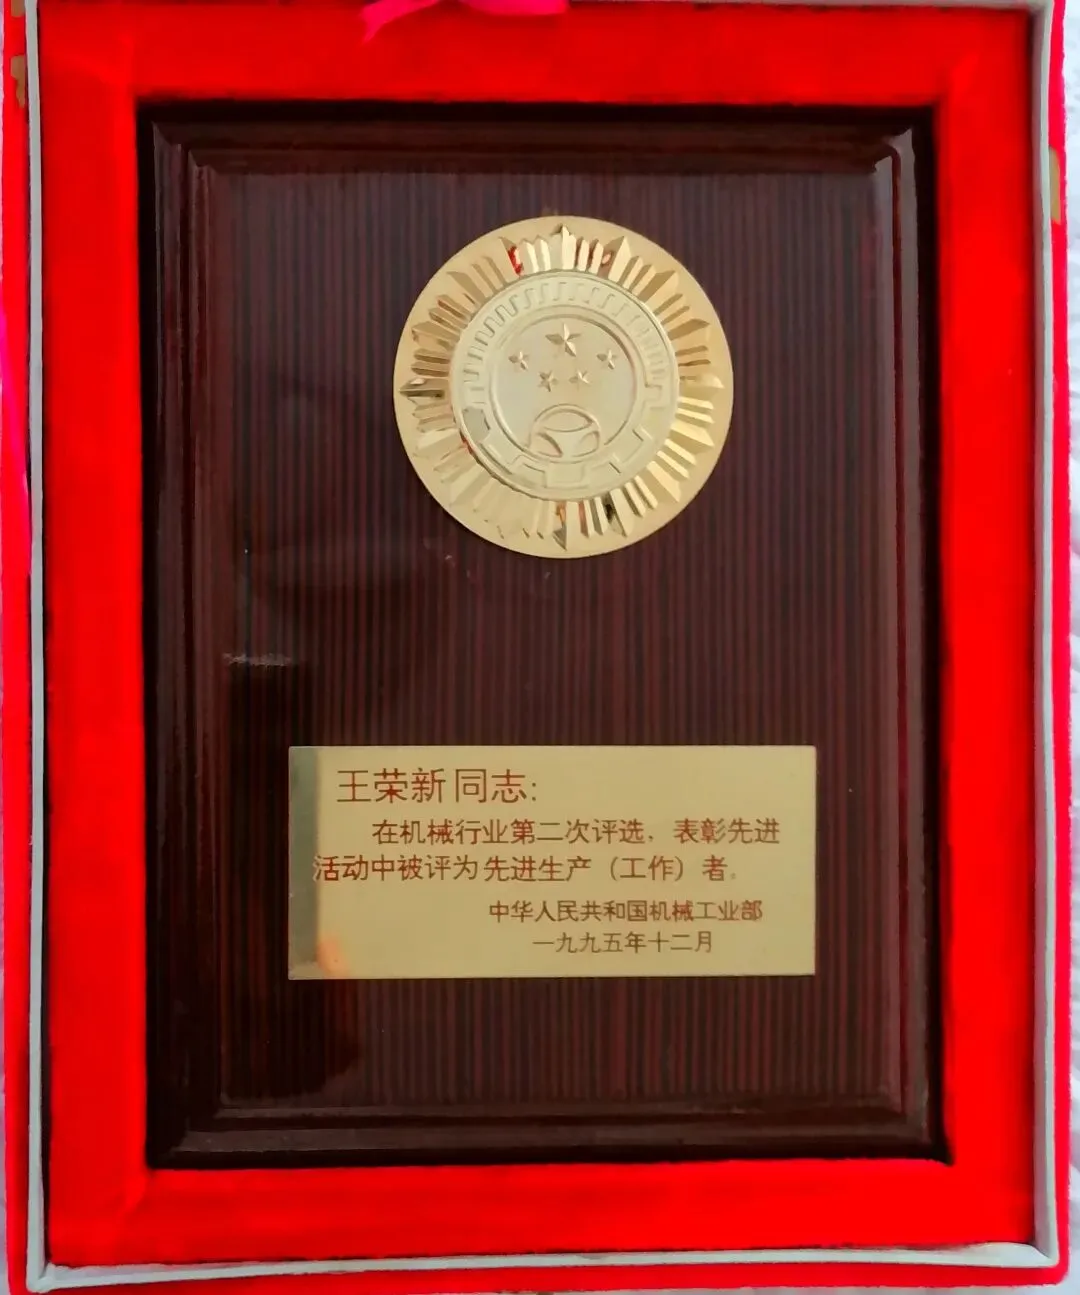 王荣新同志：
在机械行业第二次评选、表彰先进
活动中被评为先进生产（工作）者。
中华人民共和国机械工业部
一九九五年十二月